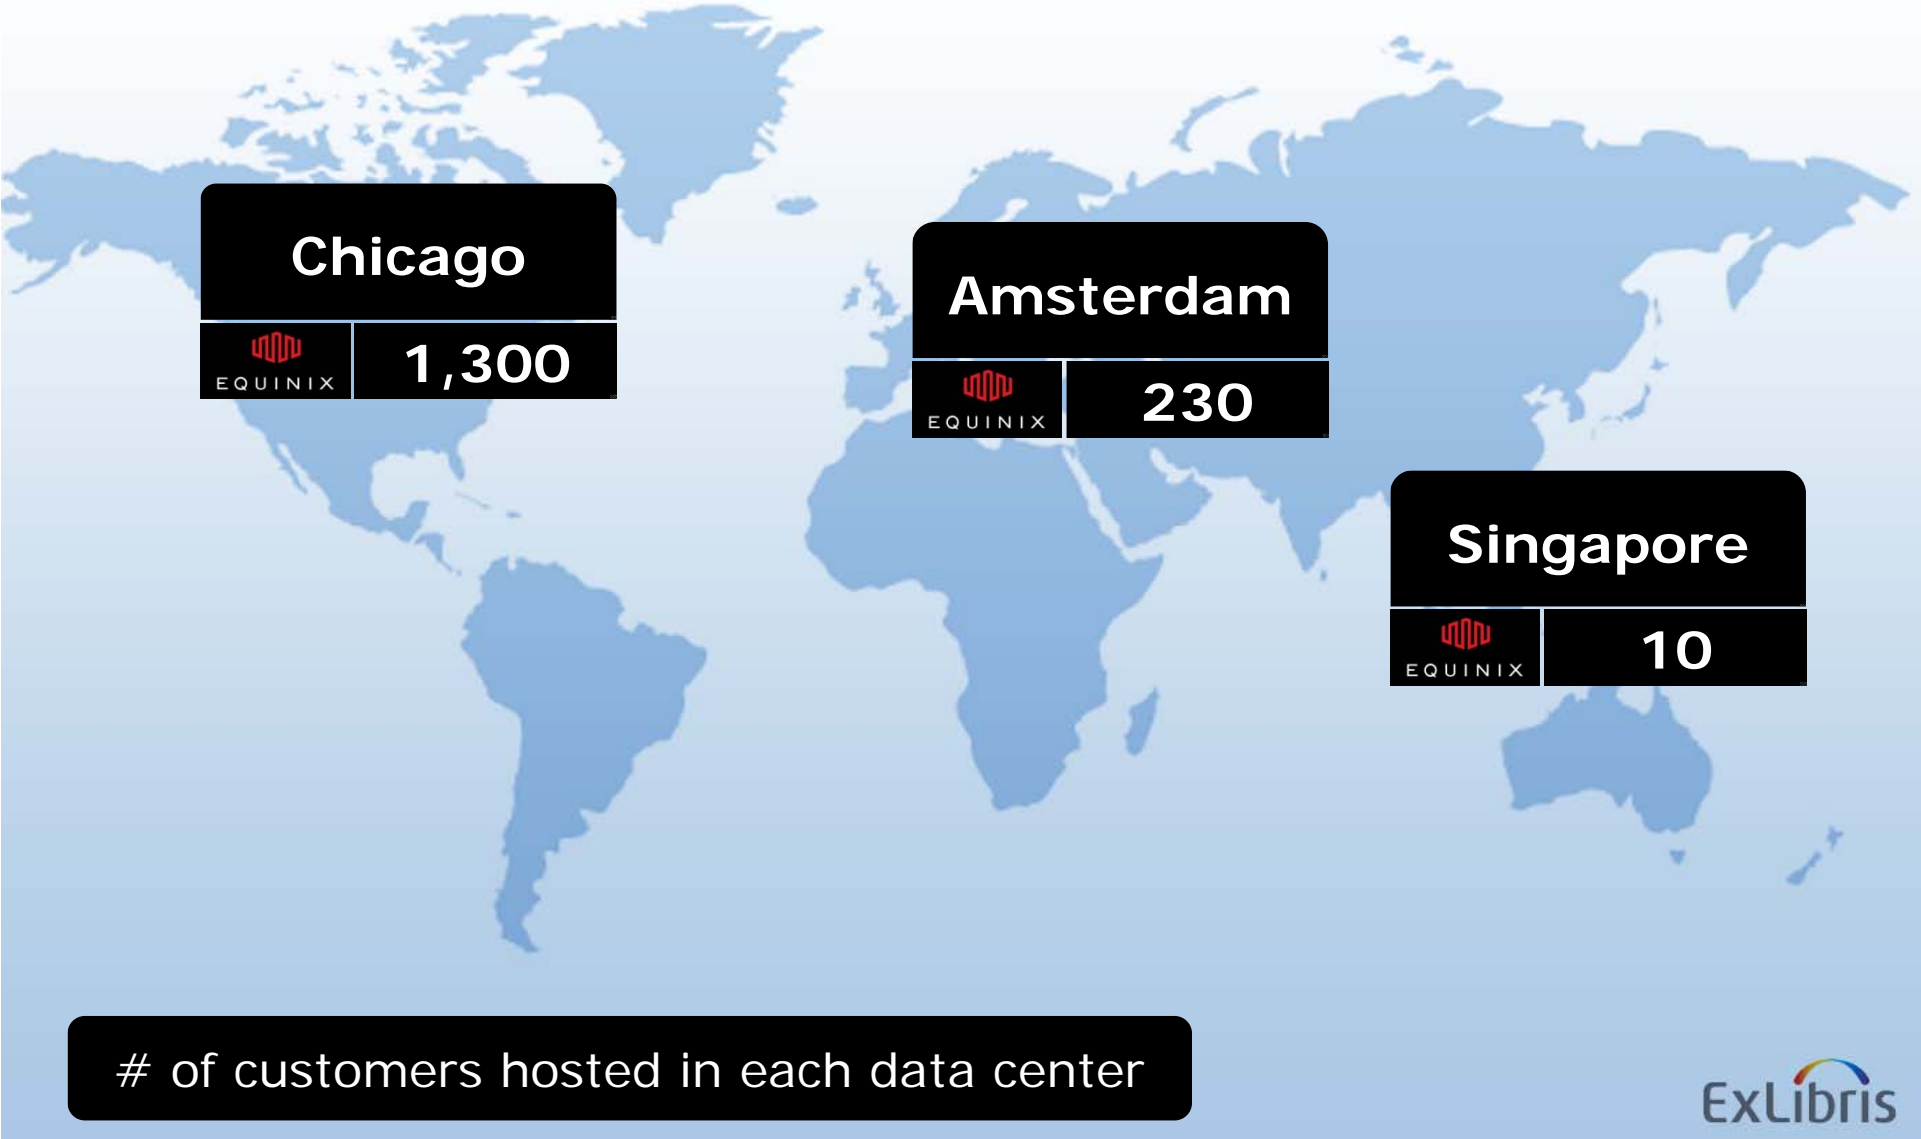 Chicago
EQUINIX 1,300
Amsterdam
EQUINIX 230
Singapore
EQUINIX 10
# of customers hosted in each data center
ExLibris